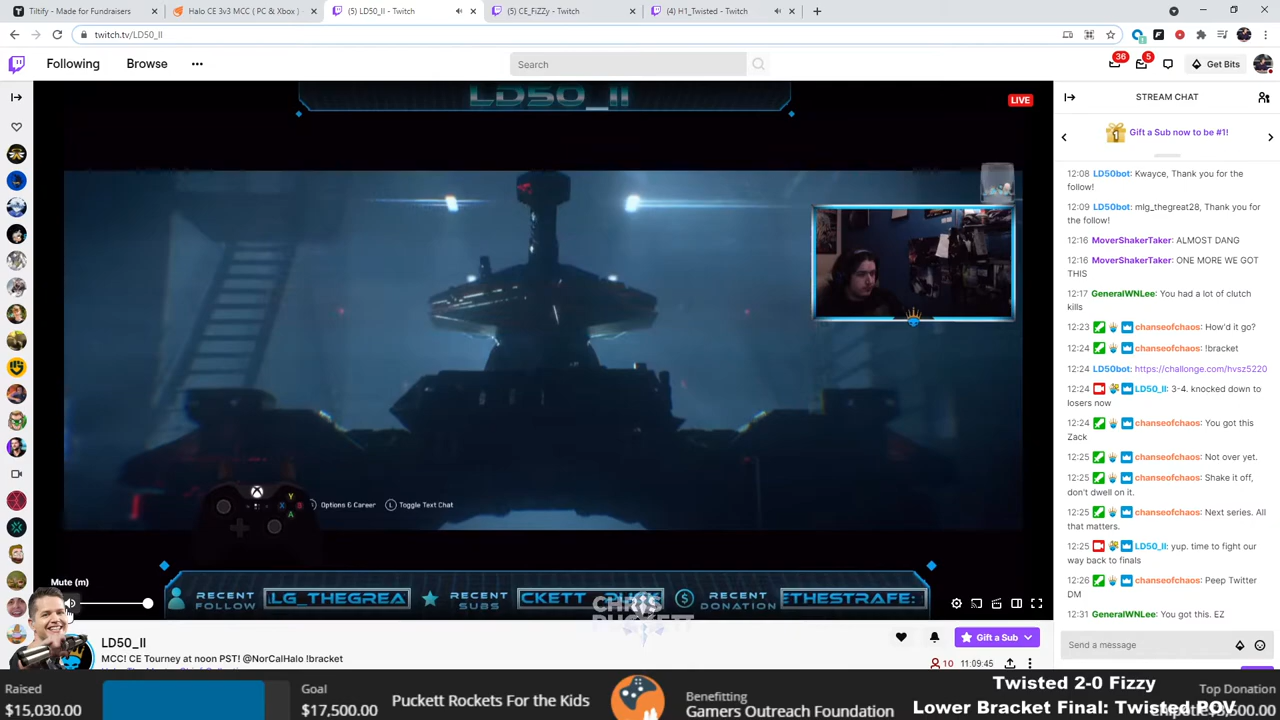 Tiltify - Made for Fundraisers
Halo CE 3v3 MCC ( PC & Xbox )
(5) LD50_II - Twitch
(5) CE_FiZZy - Twitch
(4) H1_Twisted - Twitch
twitch.tv/LD50_II
Following
Browse
Search
36
5
Get Bits
LD50_II
LIVE
STREAM CHAT
Gift a Sub now to be #1!
12:08 LD50bot: Kwayce, Thank you for the
follow!
12:09 LD50bot: mlg_thegreat28, Thank you for
the follow!
12:16 MoverShakerTaker: ALMOST DANG
12:16 MoverShakerTaker: ONE MORE WE GOT
THIS
12:17 GeneralWNLee: You had a lot of clutch
kills
12:23 chanseofchaos: How'd it go?
12:24 chanseofchaos: !bracket
12:24 LD50bot: https://challonge.com/hvsz5220
12:24 LD50_II: 3-4. knocked down to
losers now
12:24 chanseofchaos: You got this
Zack
12:25 chanseofchaos: Not over yet.
12:25 chanseofchaos: Shake it off,
don't dwell on it.
12:25 chanseofchaos: Next series. All
that matters.
12:25 LD50_II: yup. time to fight our
way back to finals
12:26 chanseofchaos: Peep Twitter
DM
12:31 GeneralWNLee: You got this. EZ
Send a message
Y
X
B
A
Options & Career
L Toggle Text Chat
Mute (m)
RECENT
FOLLOW
LG_THEGREA
RECENT
SUBS
CKETT
RECENT
DONATION
ETHESTRAFE:
CHRIS
PUCKETT
LD50_II
MCC! CE Tourney at noon PST! @NorCalHalo !bracket
Gift a Sub
10
11:09:45
Raised
$15,030.00
Goal
$17,500.00
Puckett Rockets For the Kids
Benefitting
Gamers Outreach Foundation
Twisted 2-0 Fizzy
Lower Bracket Final: Twisted POV
Top Donation